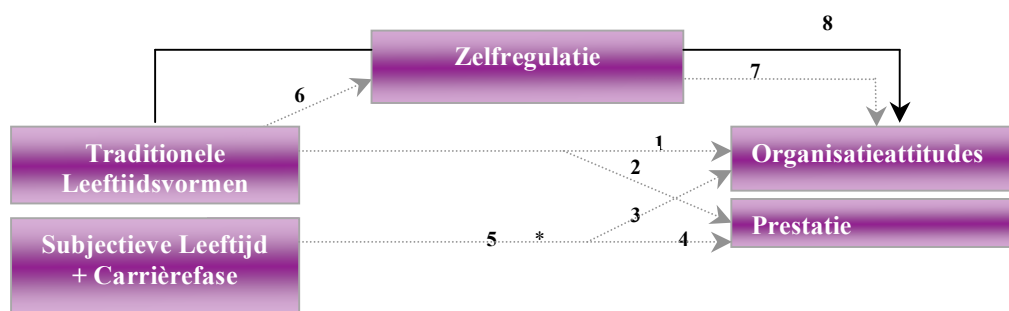 8
Zelfregulatie
7
6
Traditionele
Leeftijdsvormen
1
Organisatieattitudes
2
3
Prestatie
Subjectieve Leeftijd
+ Carrièrefase
5 * 4